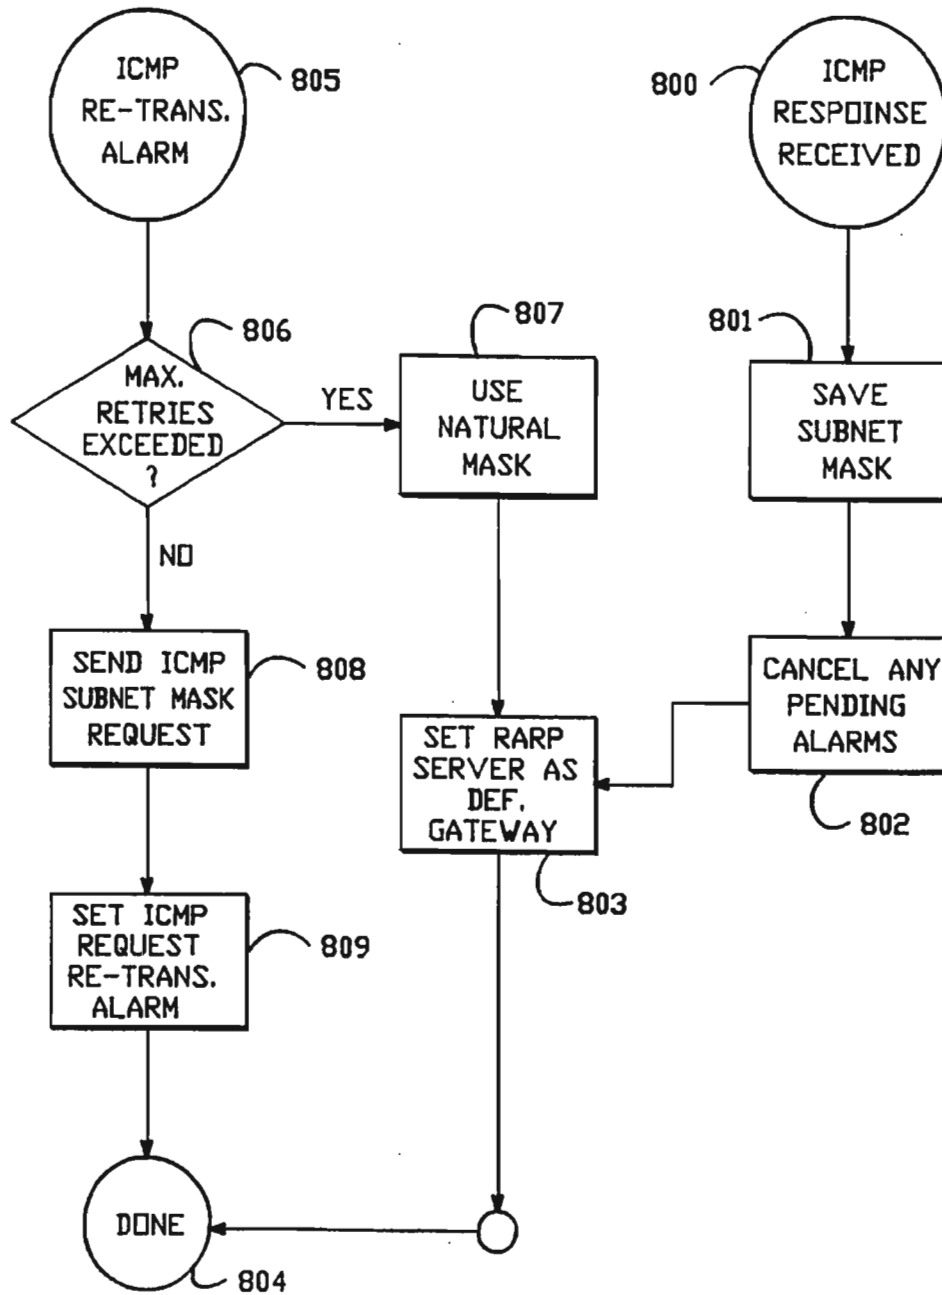 ICMP
RE-TRANS.
ALARM
805
800
ICMP
RESPOINSE
RECEIVED
806
MAX.
RETRIES
EXCEEDED
?
YES
NO
807
USE
NATURAL
MASK
801
SAVE
SUBNET
MASK
SEND ICMP
SUBNET MASK
REQUEST
808
SET RARP
SERVER AS
DEF.
GATEWAY
803
CANCEL ANY
PENDING
ALARMS
802
SET ICMP
REQUEST
RE-TRANS.
ALARM
809
DONE
804